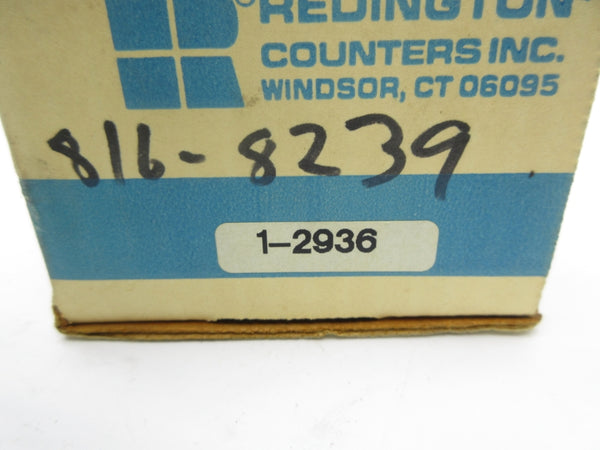 REDINGTON®
COUNTERS INC.
WINDSOR, CT 06095
816-8239
1-2936